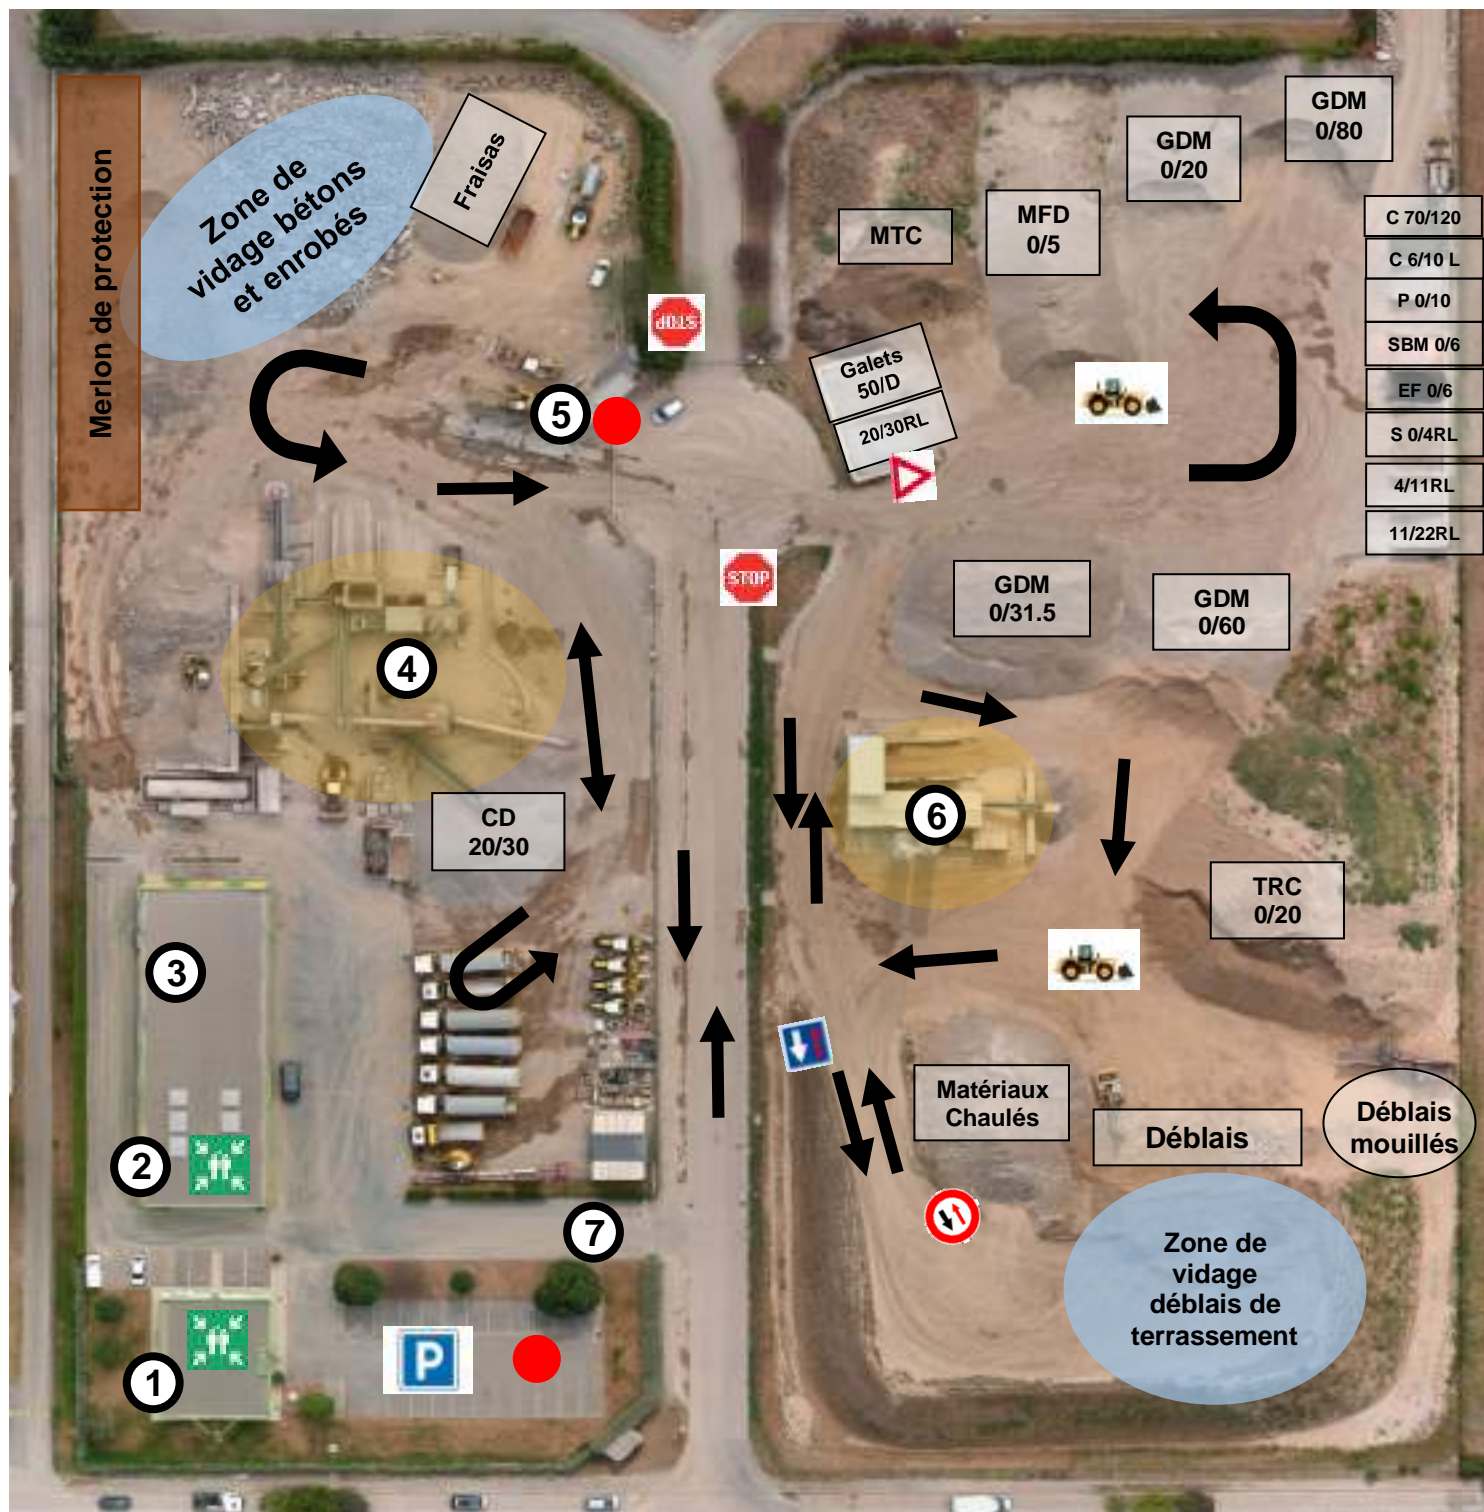 GDM
0/80
GDM
0/20
Zone de
vidage bétons
et enrobés
Fraisas
Merlon de protection
MTC
MFD
0/5
C 70/120
C 6/10 L
P 0/10
SBM 0/6
EF 0/6
S 0/4RL
4/11RL
11/22RL
STOP
Galets
50/D
20/30RL
5
STOP
GDM
0/31.5
GDM
0/60
4
6
CD
20/30
TRC
0/20
3
Matériaux
Chaulés
Déblais
Déblais
mouillés
2
7
Zone de
vidage
déblais de
terrassement
1
P